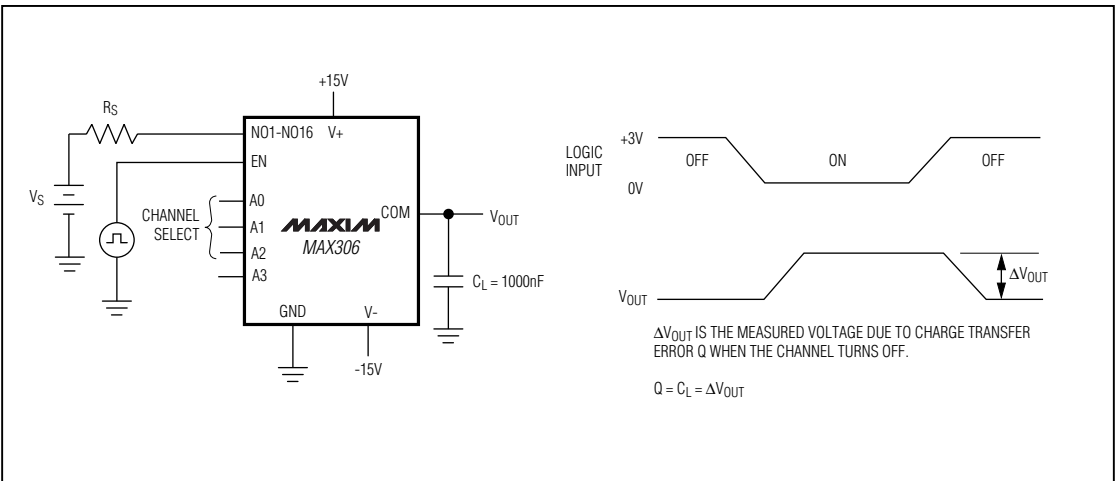 +15V
RS
NO1-NO16 V+
EN
VS
A0
CHANNEL
SELECT
A1
A2
A3
MAXIM
MAX306
COM
VOUT
CL = 1000nF
GND
V-
-15V
LOGIC
INPUT
+3V
0V
OFF
ON
OFF
VOUT
ΔVOUT
ΔVOUT IS THE MEASURED VOLTAGE DUE TO CHARGE TRANSFER
ERROR Q WHEN THE CHANNEL TURNS OFF.
Q = CL = ΔVOUT